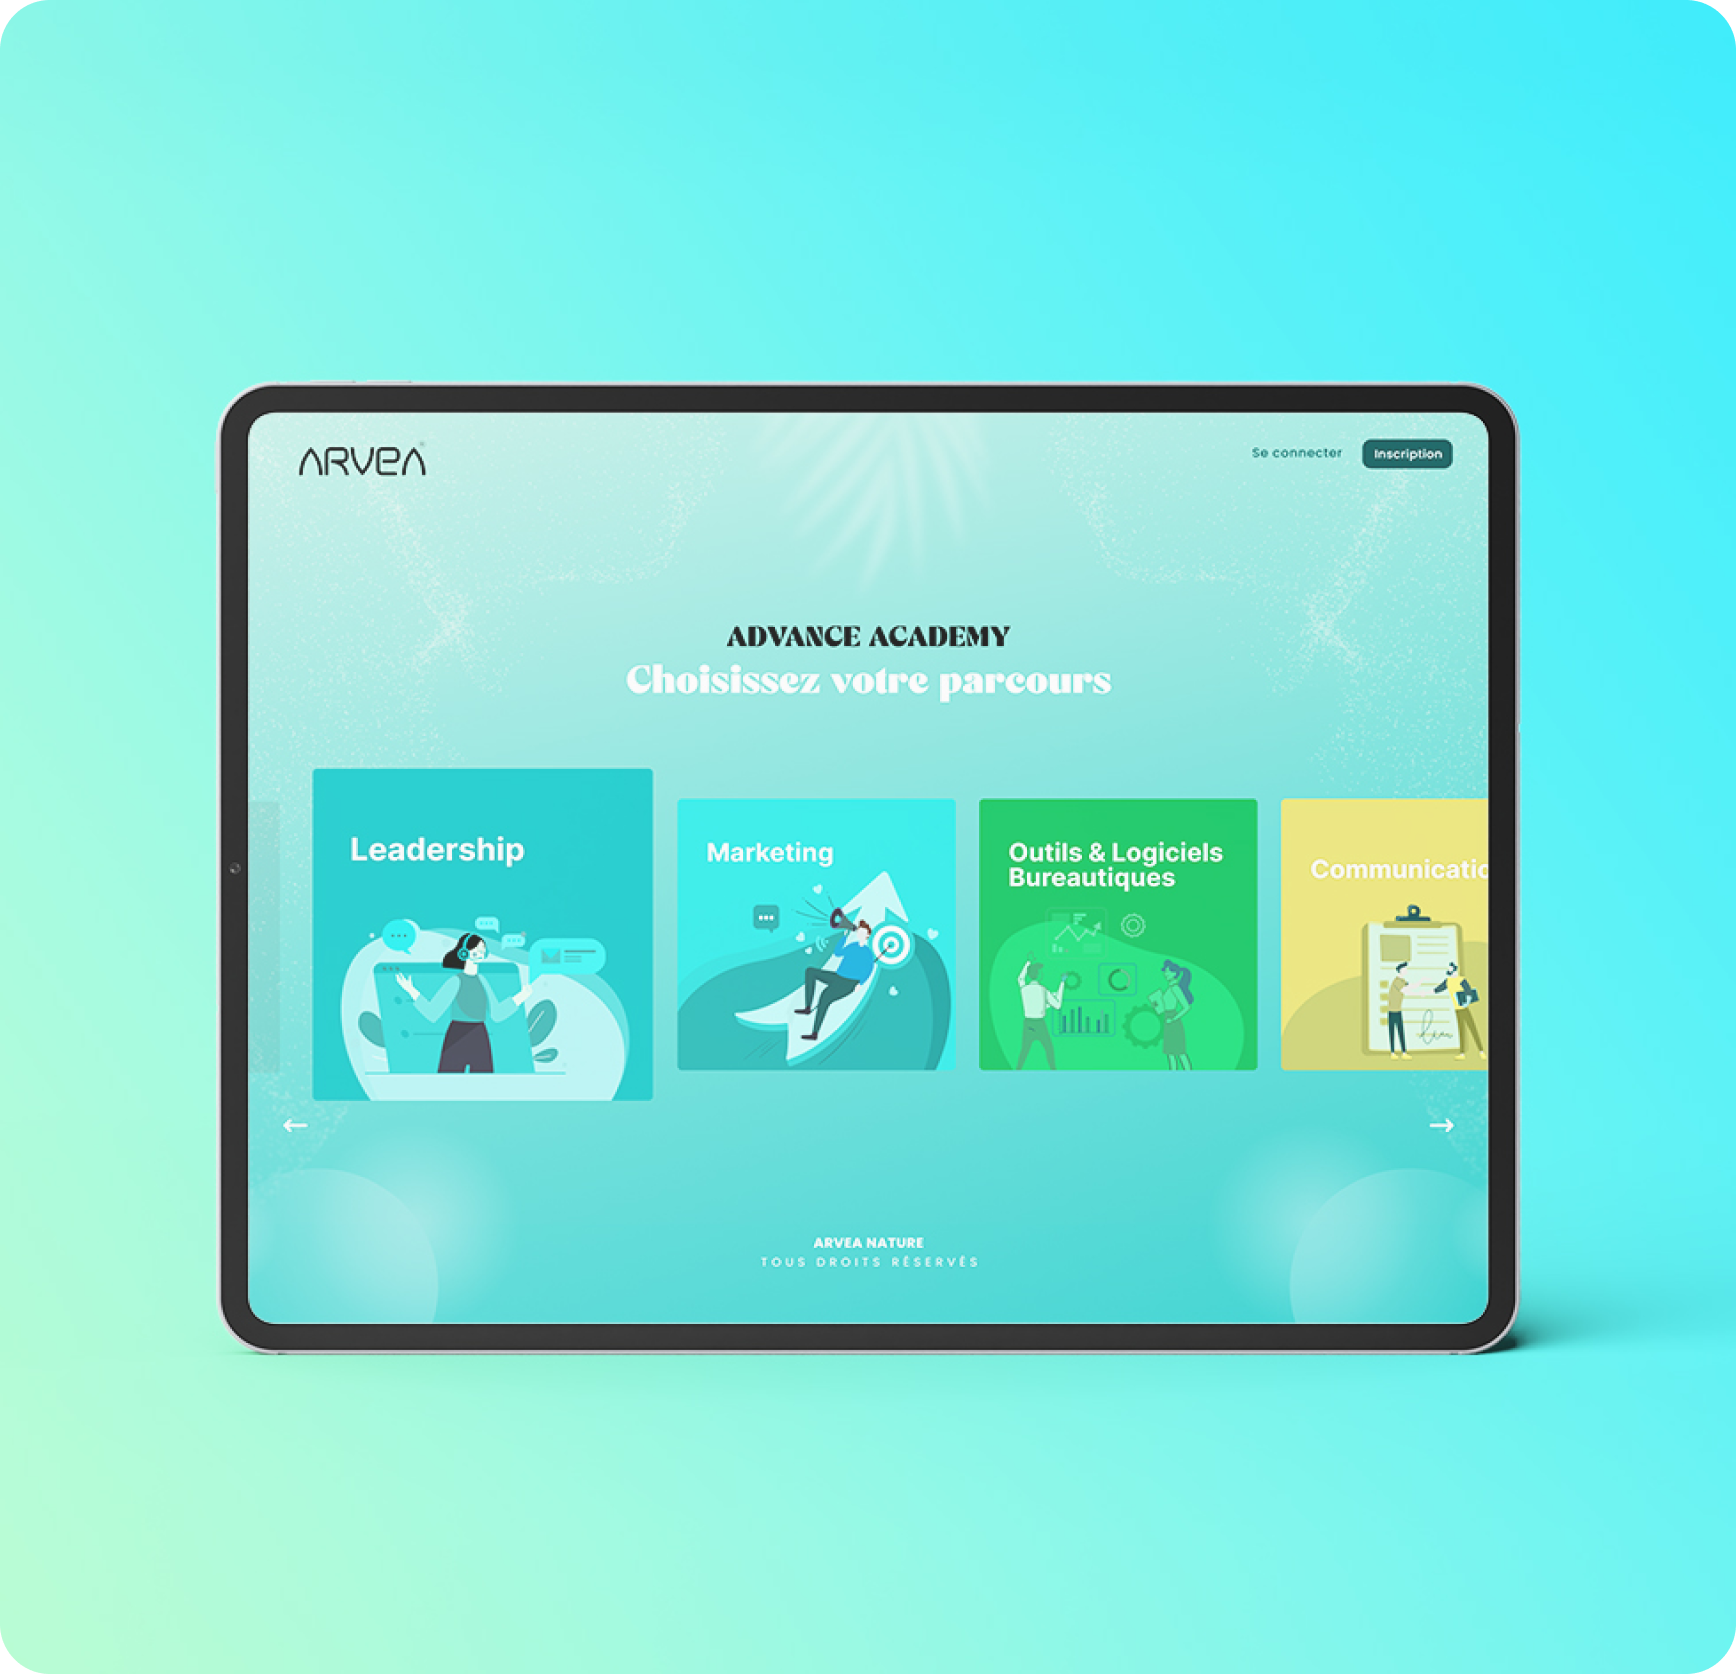 ARVEA
Se connecter
Inscription
ADVANCE ACADEMY
Choisissez votre parcours
Leadership
Marketing
Outils & Logiciels
Bureautiques
Communicatio
ARVEA NATURE
TOUS DROITS RÉSERVÉS